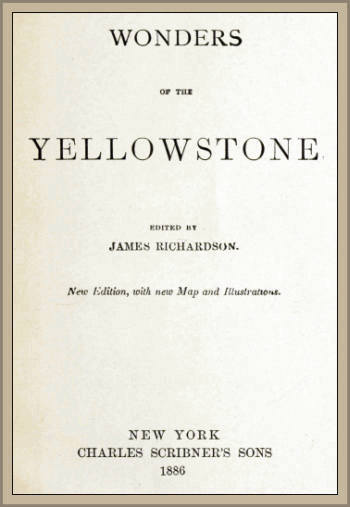 WONDERS
OF THE
YELLOWSTONE
EDITED BY
JAMES RICHARDSON.
New Edition, with new Map and Illustrations.
NEW YORK
CHARLES SCRIBNER'S SONS
1886